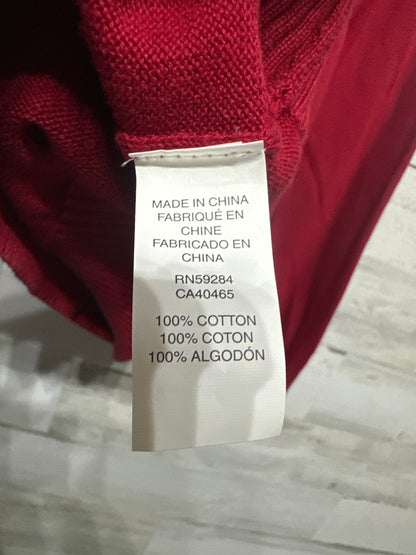 MADE IN CHINA
FABRIQUÉ EN
CHINE
FABRICADO EN
CHINA
RN59284
CA40465
100% COTTON
100% COTON
100% ALGODÓN